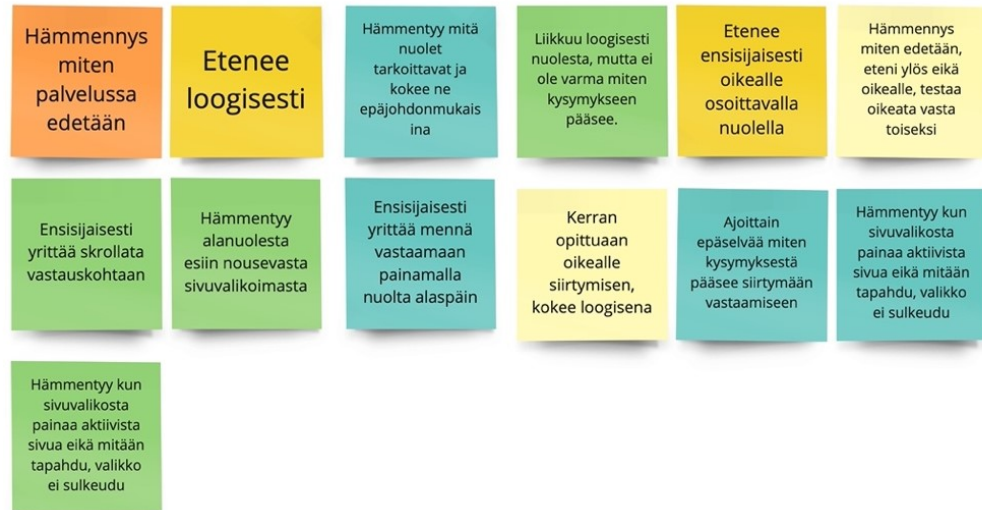 Hämmennys
miten
palvelussa
edetään
Etenee
loogisesti
Hämmentyy mitä
nuolet
tarkoittavat ja
kokee ne
epäjohdonmukais
ina
Liikkuu loogisesti
nuolesta, mutta ei
ole varma miten
kysymykseen
pääsee.
Etenee
ensisijaisesti
oikealle
osoittavalla
nuolella
Hämmennys
miten edetään,
eteni ylös eikä
oikealle, testaa
oikeata vasta
toiseksi
Ensisijaisesti
yrittää skrollata
vastauskohtaan
Hämmentyy
alanuolesta
esiin nousevasta
sivuvalikoimasta
Ensisijaisesti
yrittää mennä
vastaamaan
painamalla
nuolta alaspäin
Kerran
opittuaan
oikealle
siirtymisen,
kokee loogisena
Ajoittain
epäselvää miten
kysymyksestä
pääsee siirtymään
vastaamiseen
Hämmentyy kun
sivuvalikosta
painaa aktiivista
sivua eikä mitään
tapahdu, valikko
ei sulkeudu
Hämmentyy kun
sivuvalikosta
painaa aktiivista
sivua eikä mitään
tapahdu, valikko
ei sulkeudu